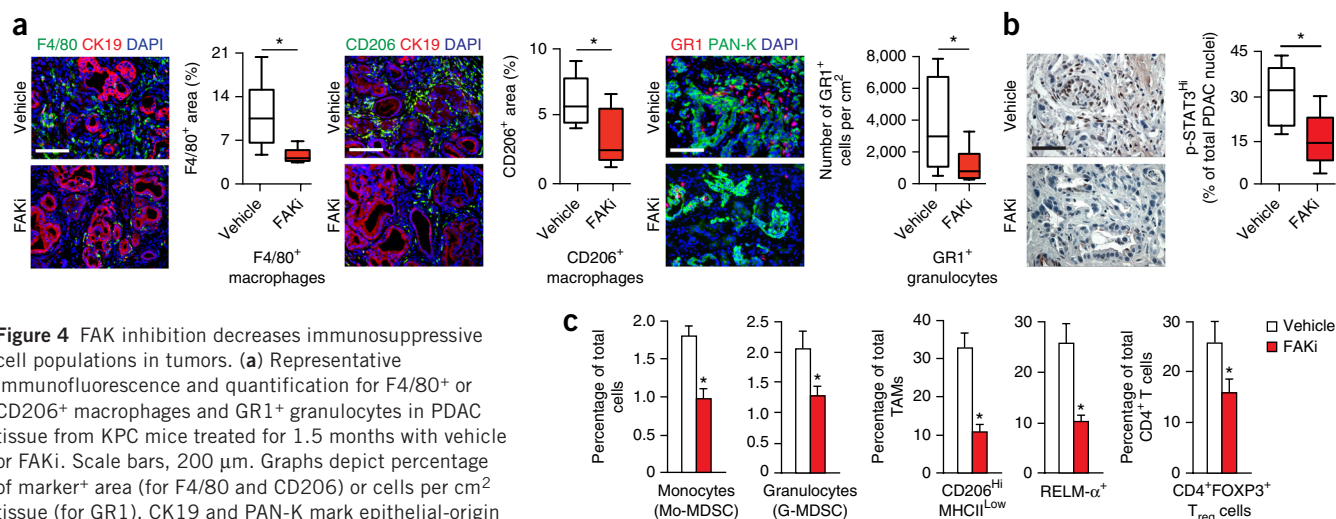 a
F4/80 CK19 DAPI
Vehicle
FAKi
F4/80+ area (%)
21
14
7
0
*
Vehicle
FAKi
F4/80+
macrophages
CD206 CK19 DAPI
Vehicle
FAKi
CD206+ area (%)
10
5
0
*
Vehicle
FAKi
CD206+
macrophages
GR1 PAN-K DAPI
Vehicle
FAKi
Number of GR1+
cells per cm2
8,000
6,000
4,000
2,000
0
*
Vehicle
FAKi
GR1+
granulocytes
b
Vehicle
FAKi
p-STAT3Hi
(% of total PDAC nuclei)
45
30
15
0
*
Vehicle
FAKi
Figure 4 FAK inhibition decreases immunosuppressive
cell populations in tumors. (a) Representative
immunofluorescence and quantification for F4/80+ or
CD206+ macrophages and GR1+ granulocytes in PDAC
tissue from KPC mice treated for 1.5 months with vehicle
or FAKi. Scale bars, 200 μm. Graphs depict percentage
of marker+ area (for F4/80 and CD206) or cells per cm2
tissue (for GR1). CK19 and PAN-K mark epithelial-origin
c
Percentage of total
cells
2.0
1.5
1.0
0.5
0
*
Monocytes
(Mo-MDSC)
2.5
2.0
1.5
1.0
0.5
0
*
Granulocytes
(G-MDSC)
Percentage of total
TAMs
40
30
20
10
0
*
CD206Hi
MHCIILow
30
20
10
0
*
RELM-α+
Percentage of total
CD4+ T cells
30
20
10
0
*
CD4+FOXP3+
Treg cells
Vehicle
FAKi